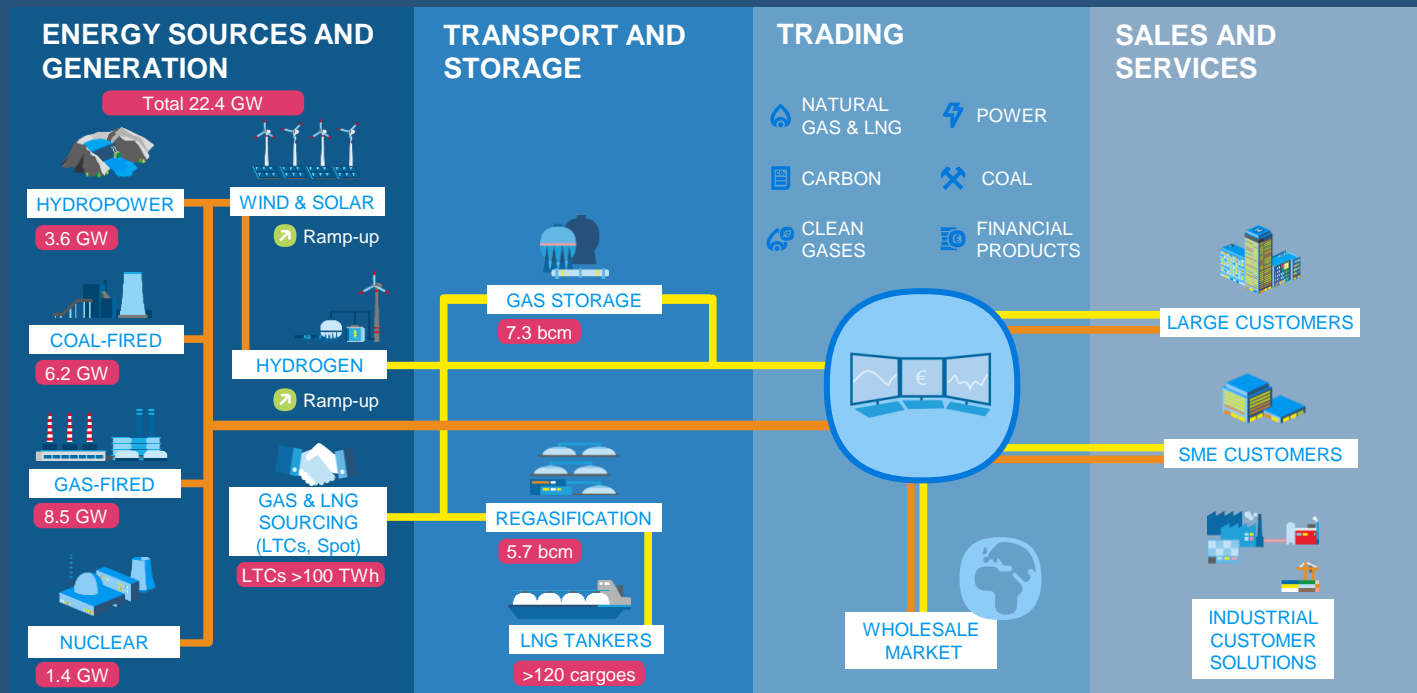 ENERGY SOURCES AND
GENERATION
Total 22.4 GW
HYDROPOWER
3.6 GW
WIND & SOLAR
Ramp-up
COAL-FIRED
6.2 GW
HYDROGEN
Ramp-up
GAS-FIRED
8.5 GW
GAS & LNG
SOURCING
(LTCs, Spot)
LTCs >100 TWh
NUCLEAR
1.4 GW
TRANSPORT AND
STORAGE
GAS STORAGE
7.3 bcm
REGASIFICATION
5.7 bcm
LNG TANKERS
>120 cargoes
TRADING
NATURAL
GAS & LNG
POWER
CARBON
COAL
CLEAN
GASES
FINANCIAL
PRODUCTS
€
WHOLESALE
MARKET
SALES AND
SERVICES
LARGE CUSTOMERS
SME CUSTOMERS
INDUSTRIAL
CUSTOMER
SOLUTIONS